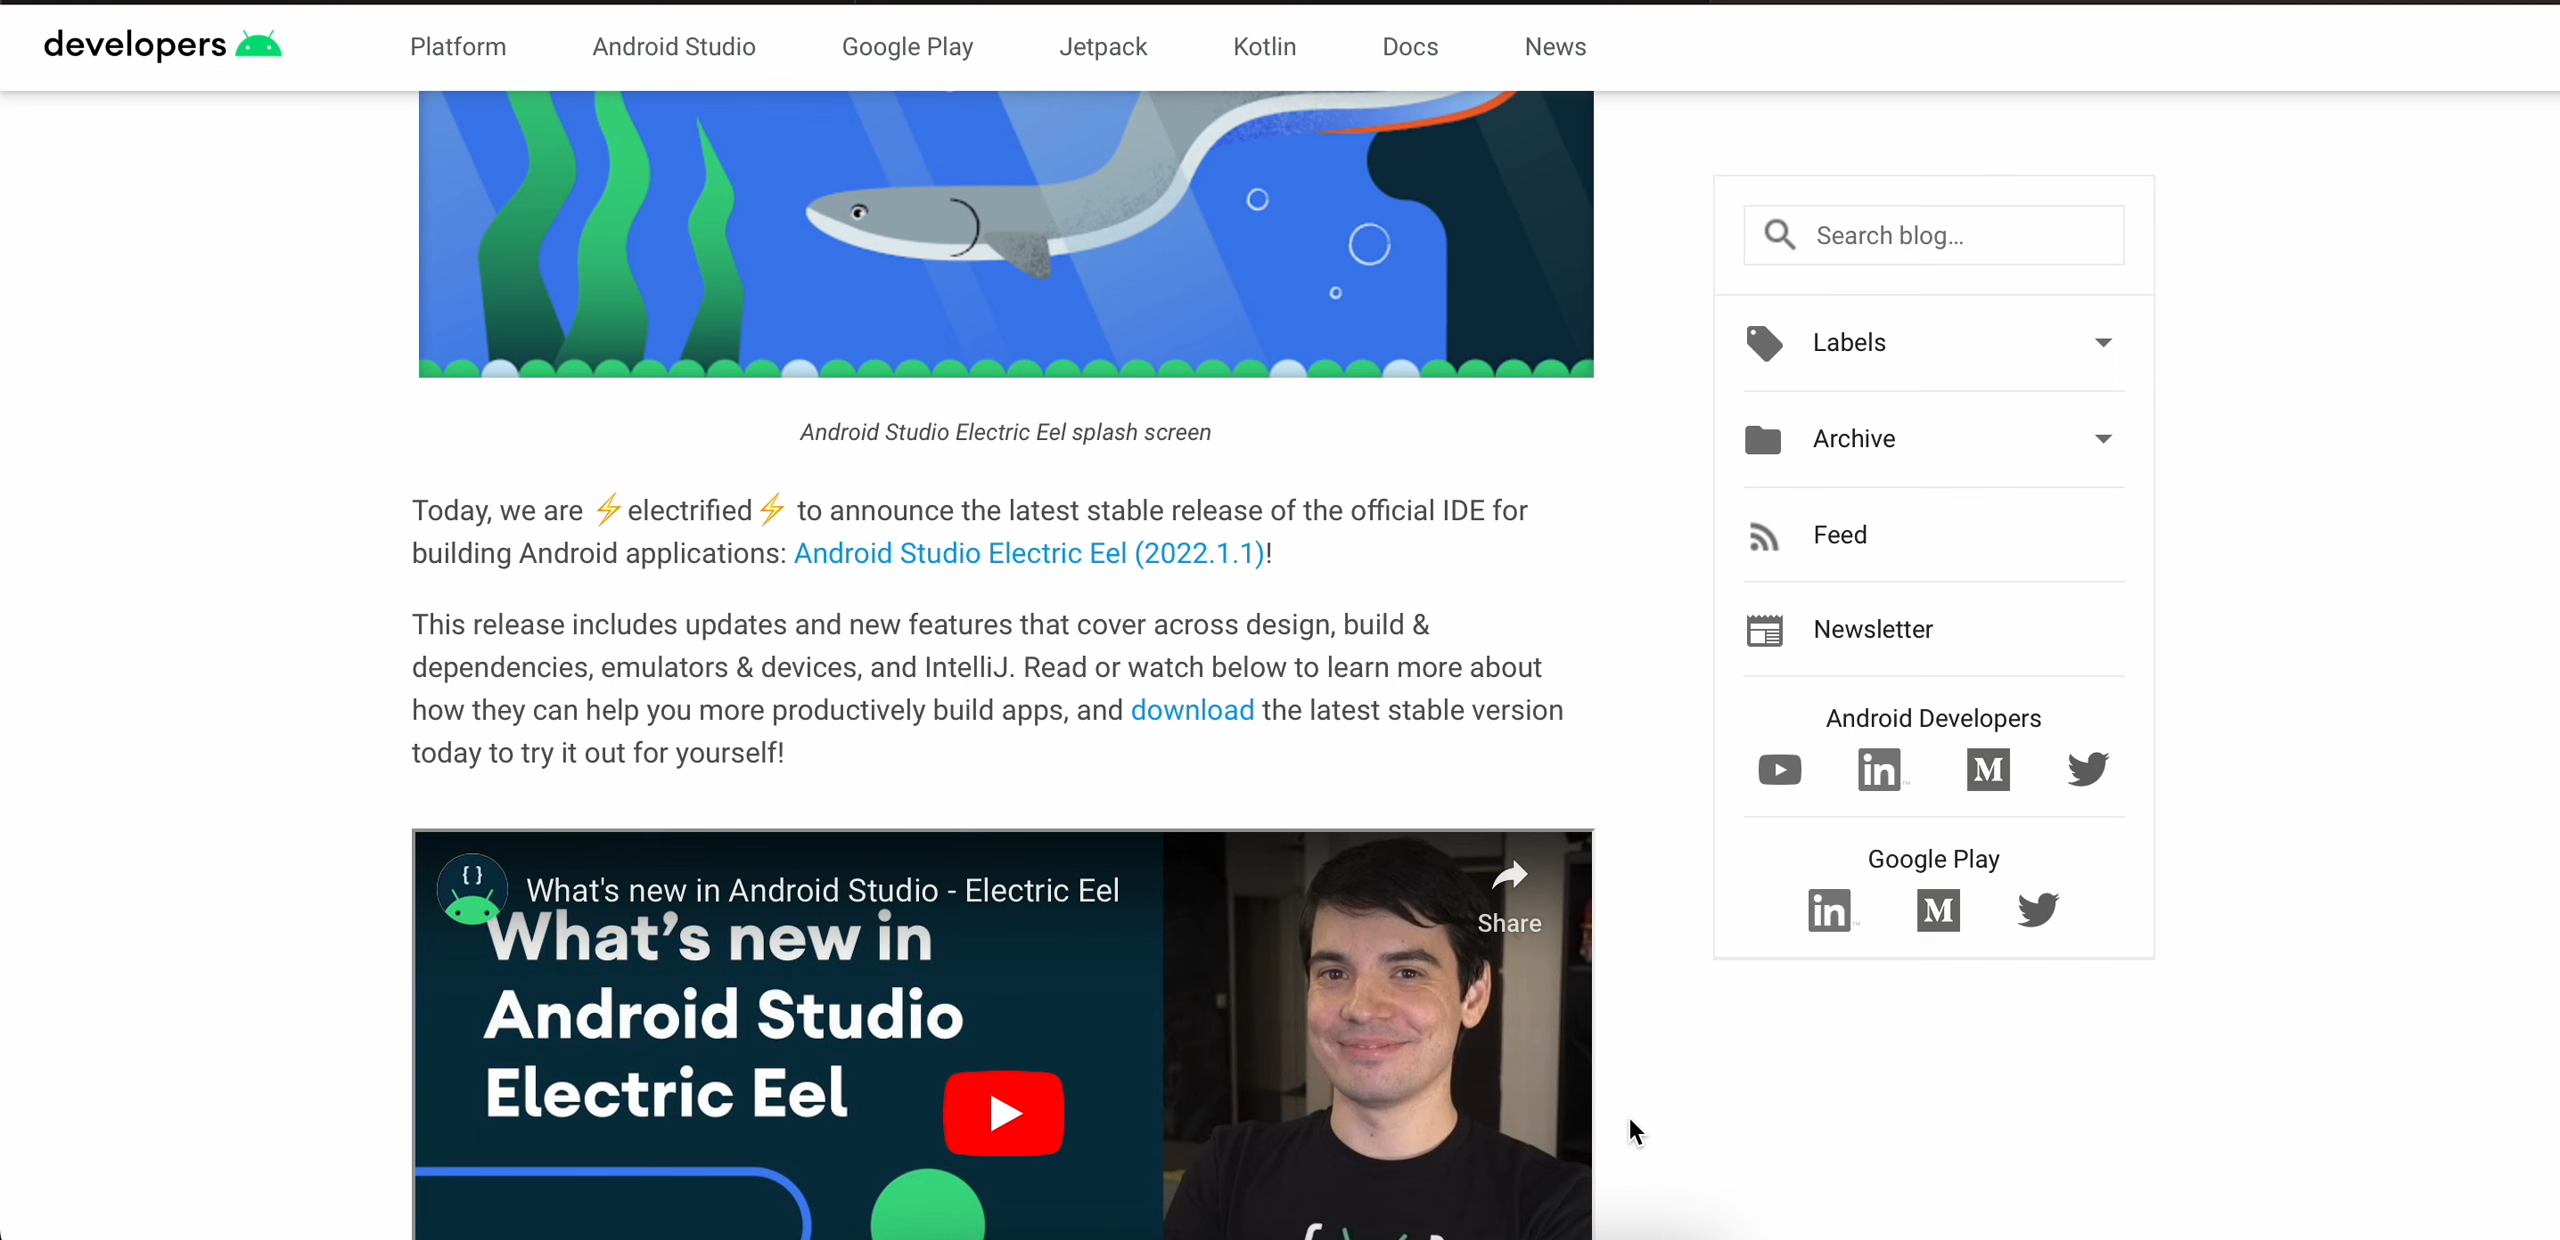 developers
Platform
Android Studio
Google Play
Jetpack
Kotlin
Docs
News
Android Studio Electric Eel splash screen
Today, we are ⚡electrified⚡ to announce the latest stable release of the official IDE for
building Android applications: Android Studio Electric Eel (2022.1.1)!
This release includes updates and new features that cover across design, build &
dependencies, emulators & devices, and IntelliJ. Read or watch below to learn more about
how they can help you more productively build apps, and download the latest stable version
today to try it out for yourself!
What's new in Android Studio - Electric Eel
Share
What's new in
Android Studio
Electric Eel
Search blog...
Labels
Archive
Feed
Newsletter
Android Developers
Google Play